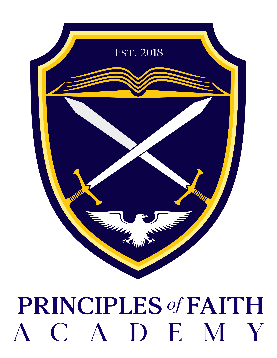 EST. 2018
PRINCIPLES of FAITH
ACADEMY